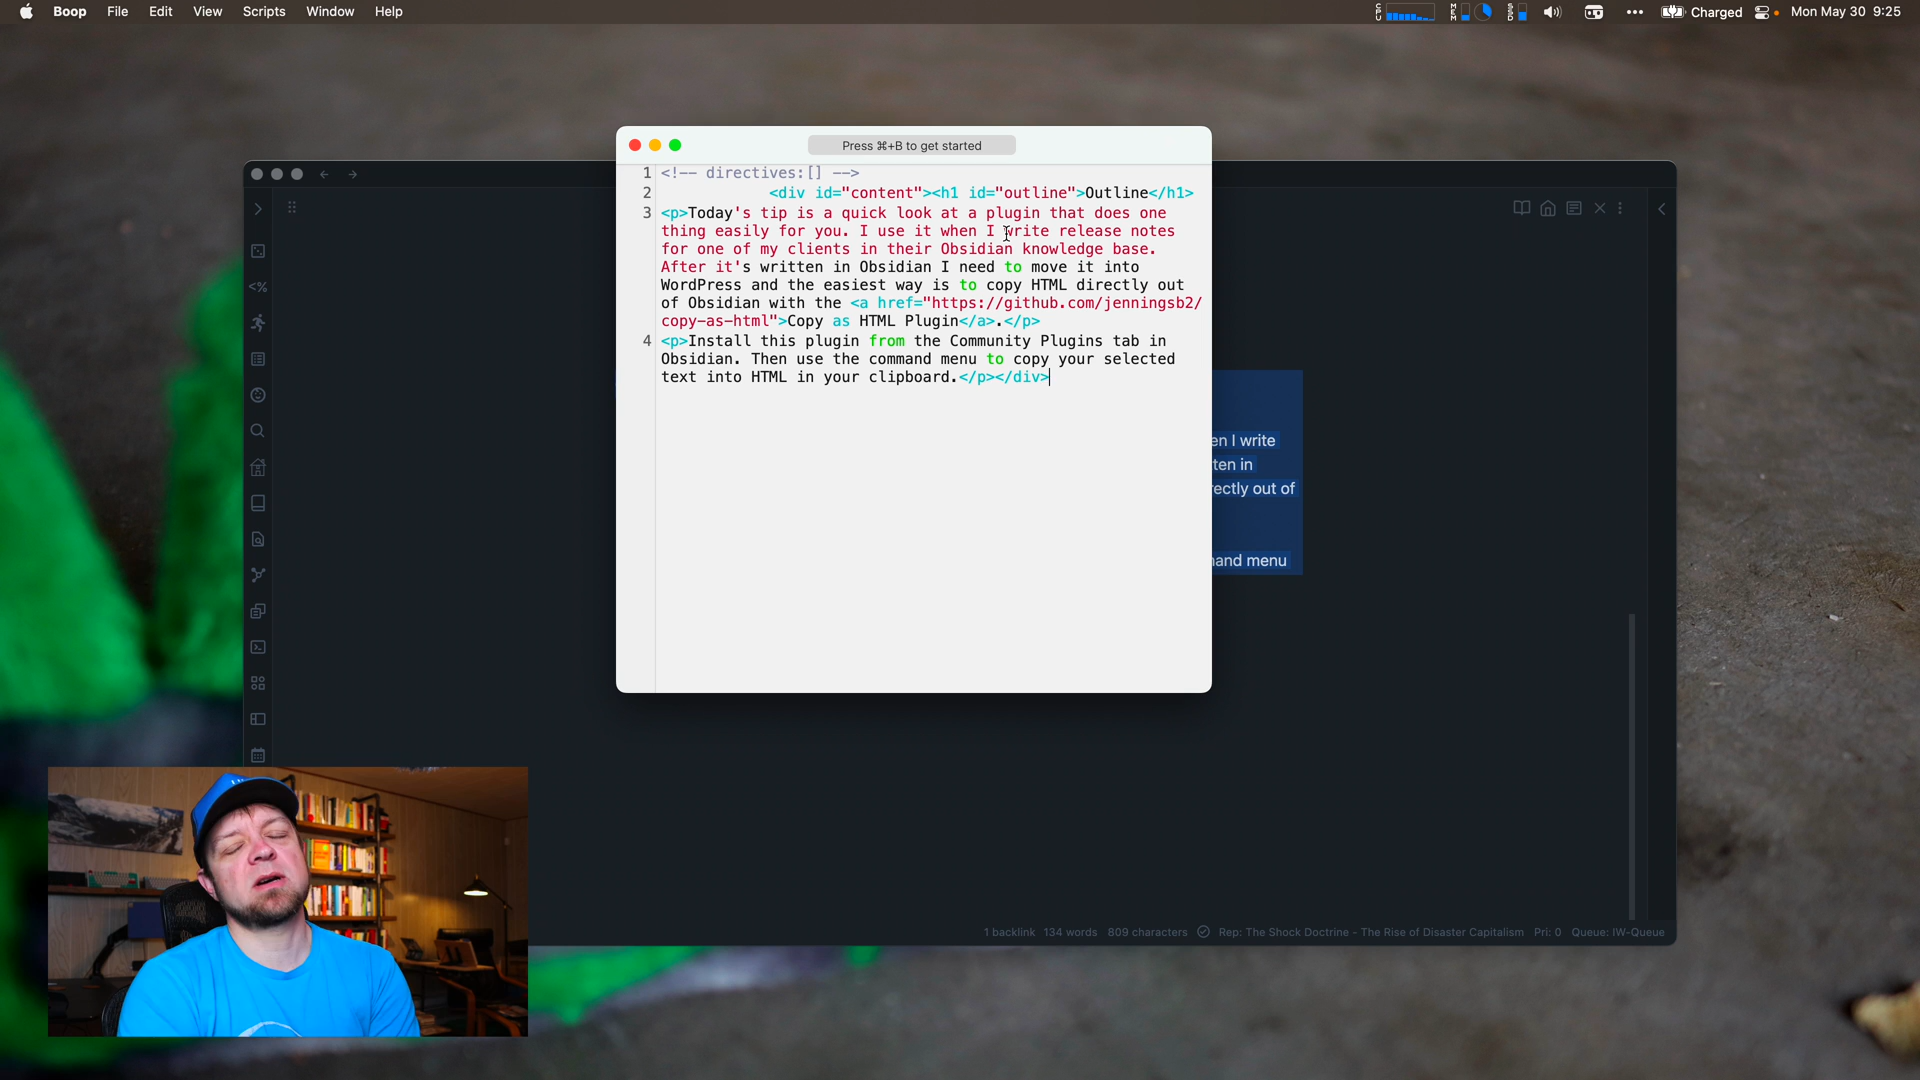 Boop File Edit View Scripts Window Help
CPU MEM SSD Charged Mon May 30 9:25
Press ⌘+B to get started
1 <!-- directives:[] -->
2 <div id="content"><h1 id="outline">Outline</h1>
3 <p>Today's tip is a quick look at a plugin that does one
thing easily for you. I use it when I write release notes
for one of my clients in their Obsidian knowledge base.
After it's written in Obsidian I need to move it into
WordPress and the easiest way is to copy HTML directly out
of Obsidian with the <a href="https://github.com/jenningsb2/
copy-as-html">Copy as HTML Plugin</a>.</p>
4 <p>Install this plugin from the Community Plugins tab in
Obsidian. Then use the command menu to copy your selected
text into HTML in your clipboard.</p></div>
<%
en I write
ten in
rectly out of
hand menu
1 backlink 134 words 809 characters Rep: The Shock Doctrine - The Rise of Disaster Capitalism Pri: 0 Queue: IW-Queue